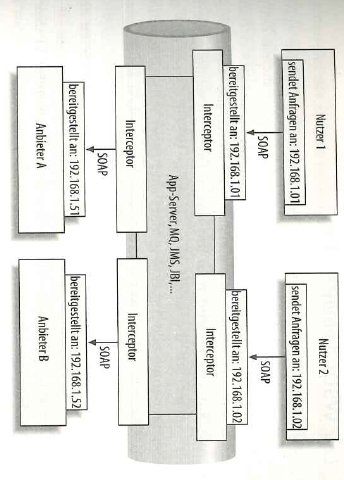 Nutzer 1
sendet Anfragen an: 192.168.1.01
Nutzer 2
sendet Anfragen an: 192.168.1.02
SOAP
SOAP
bereitgestellt an: 192.168.1.01
Interceptor
bereitgestellt an: 192.168.1.02
Interceptor
App-Server, MQ, JMS, JBI,...
Interceptor
Interceptor
SOAP
SOAP
bereitgestellt an: 192.168.1.51
Anbieter A
bereitgestellt an: 192.168.1.52
Anbieter B